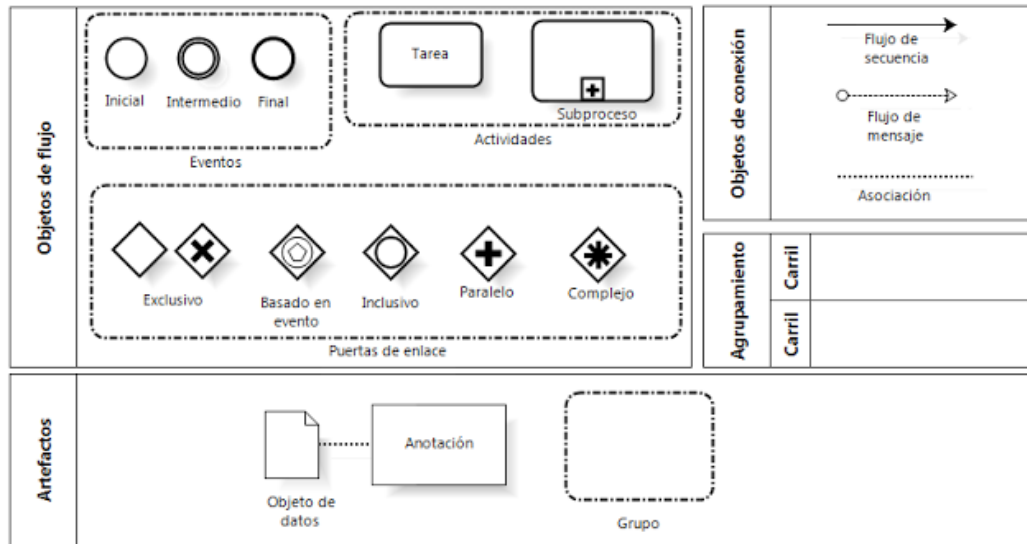 Objetos de flujo
Inicial
Intermedio
Final
Eventos
Tarea
Subproceso
Actividades
Exclusivo
Basado en
evento
Inclusivo
Paralelo
Complejo
Puertas de enlace
Objetos de conexión
Flujo de
secuencia
Flujo de
mensaje
Asociación
Agrupamiento
Carril
Carril
Artefactos
Objeto de
datos
Anotación
Grupo